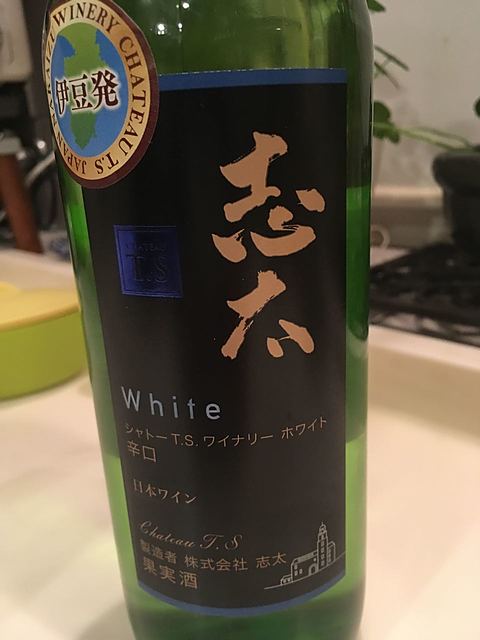 WINERY CHATEAU T.S JAPAN
伊豆発
志太
CHATEAU
T.S
White
シャトーT.S.ワイナリー ホワイト
辛口
日本ワイン
Chateau T.S
製造者 株式会社 志太
果実酒